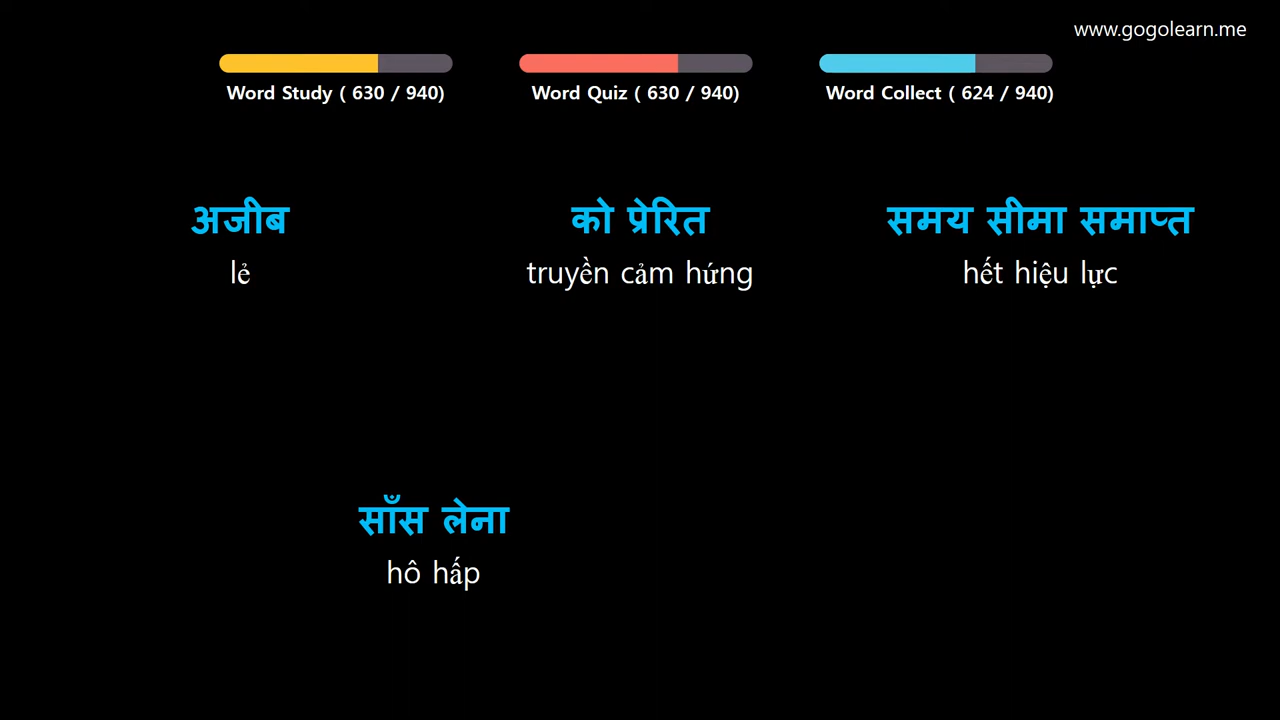 www.gogolearn.me
Word Study ( 630 / 940)
Word Quiz ( 630 / 940)
Word Collect ( 624 / 940)
अजीब
lẻ
को प्रेरित
truyền cảm hứng
समय सीमा समाप्त
hết hiệu lực
साँस लेना
hô hấp